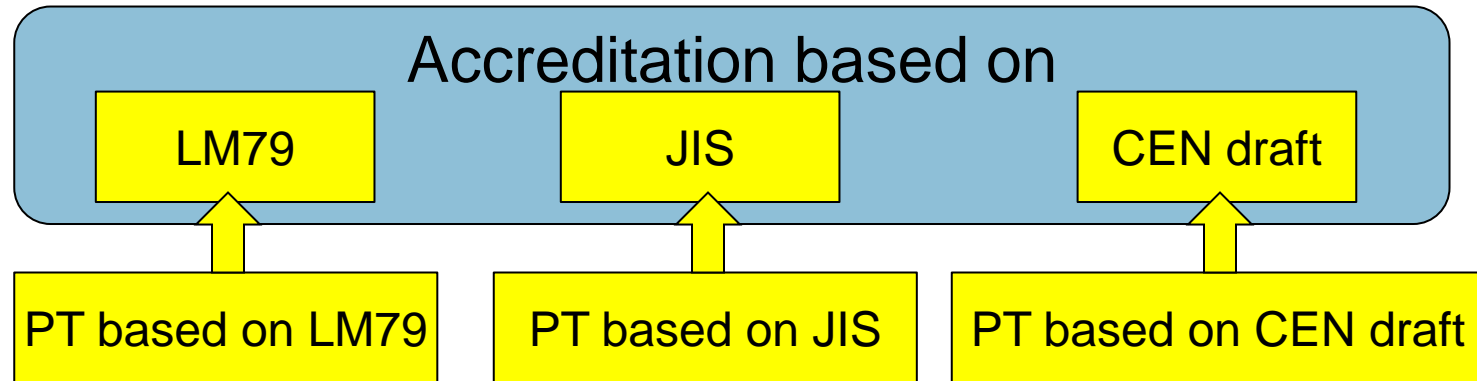 Accreditation based on
LM79
JIS
CEN draft
PT based on LM79
PT based on JIS
PT based on CEN draft